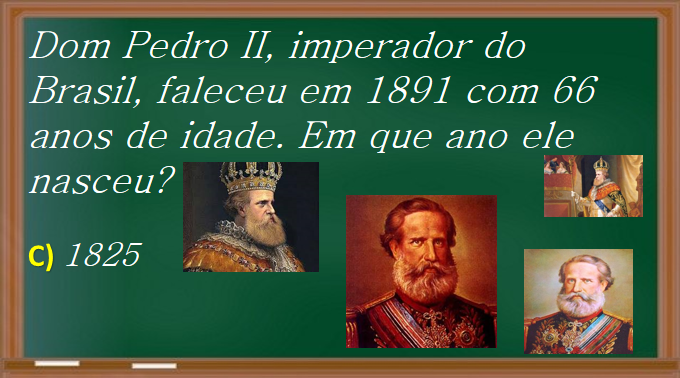 Dom Pedro II, imperador do
Brasil, faleceu em 1891 com 66
anos de idade. Em que ano ele
nasceu?
C) 1825